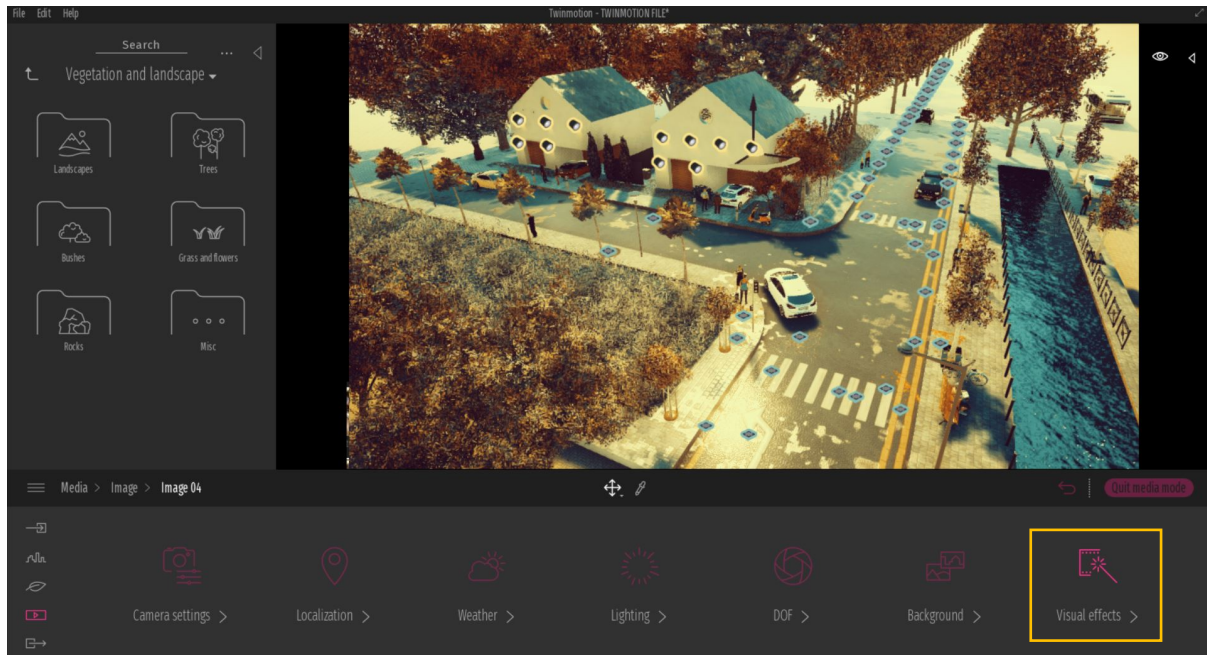 File Edit Help
Twinmotion - TWINMOTION FILE*
Search ...
Vegetation and landscape
Landscapes Trees
Bushes Grass and flowers
Rocks Misc
Media > Image > Image 04
Quit media mode
Camera settings > Localization > Weather > Lighting > DOF > Background > Visual effects >